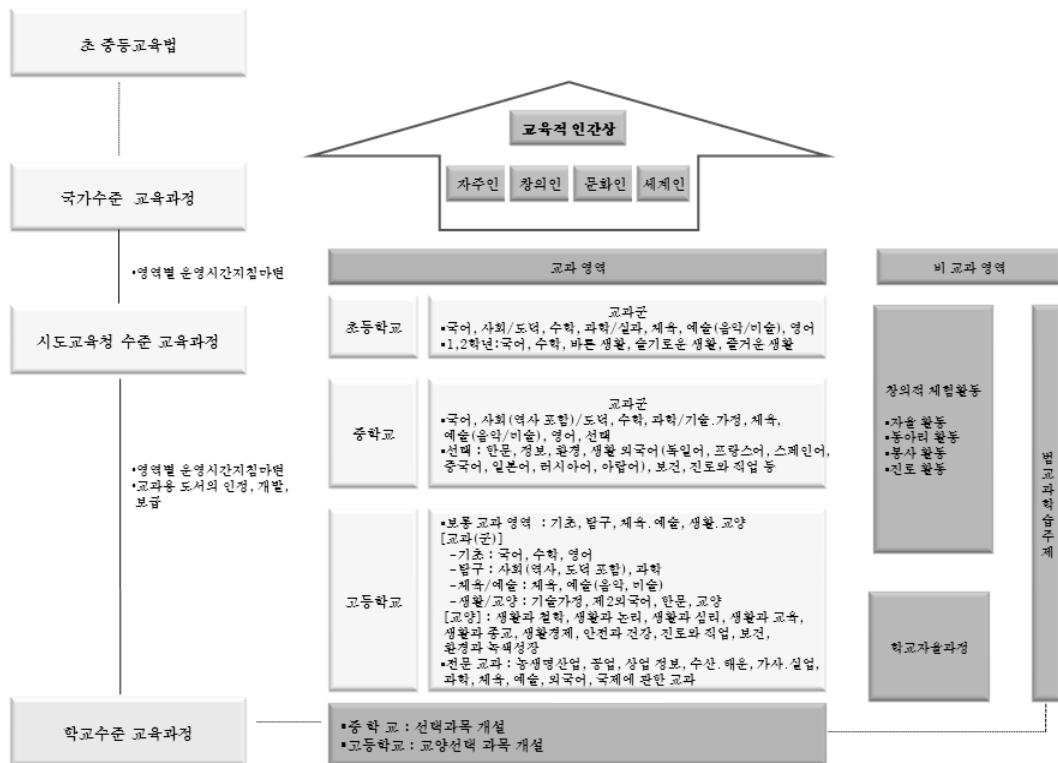 초 중등교육법
국가수준 교육과정
•영역별 운영시간지침마련
시도교육청 수준 교육과정
•영역별 운영시간지침마련
•교과용 도서의 인정, 개발,
보급
학교수준 교육과정
교육적 인간상
자주인
창의인
문화인
세계인
교과 영역
초등학교
교과군
▪국어, 사회/도덕, 수학, 과학/실과, 체육, 예술(음악/미술), 영어
▪1,2학년:국어, 수학, 바른 생활, 슬기로운 생활, 즐거운 생활
중학교
교과군
▪국어, 사회(역사 포함)/도덕, 수학, 과학/기술.가정, 체육,
예술(음악/미술), 영어, 선택
▪선택 : 한문, 정보, 환경, 생활 외국어(독일어, 프랑스어, 스페인어,
중국어, 일본어, 러시아어, 아랍어), 보건, 진로와 직업 등
고등학교
▪보통 교과 영역 : 기초, 탐구, 체육.예술, 생활.교양
[교과(군)]
-기초 : 국어, 수학, 영어
-탐구 : 사회(역사, 도덕 포함), 과학
-체육/예술 : 체육, 예술(음악, 미술)
-생활/교양 : 기술가정, 제2외국어, 한문, 교양
[교양] : 생활과 철학, 생활과 논리, 생활과 심리, 생활과 교육,
생활과 종교, 생활경제, 안전과 건강, 진로와 직업, 보건,
환경과 녹색성장
▪전문 교과 : 농생명산업, 공업, 상업 정보, 수산.해운, 가사.실업,
과학, 체육, 예술, 외국어, 국제에 관한 교과
▪중 학 교 : 선택과목 개설
▪고등학교 : 교양선택 과목 개설
비 교과 영역
창의적 체험활동
▪자율 활동
▪동아리 활동
▪봉사 활동
▪진로 활동
학교자율과정
범교과학습주제